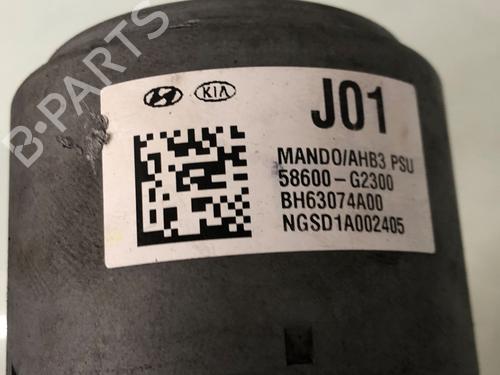 KIA
J01
MANDO/AHB3 PSU
58600-G2300
BH63074A00
NGSD1A002405
B-PARTS